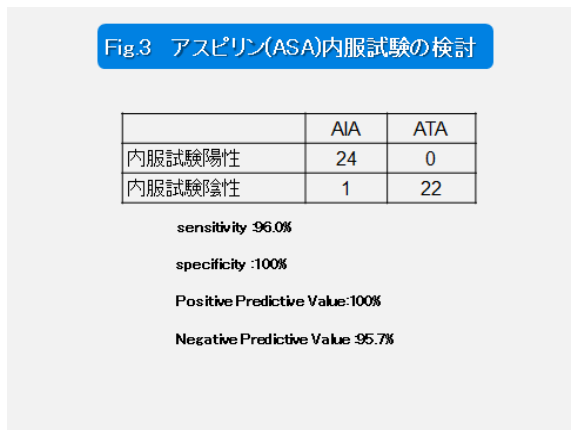 Fig.3 アスピリン(ASA)内服試験の検討
AIA ATA
内服試験陽性 24 0
内服試験陰性 1 22
sensitivity :96.0%
specificity :100%
Positive Predictive Value:100%
Negative Predictive Value :95.7%